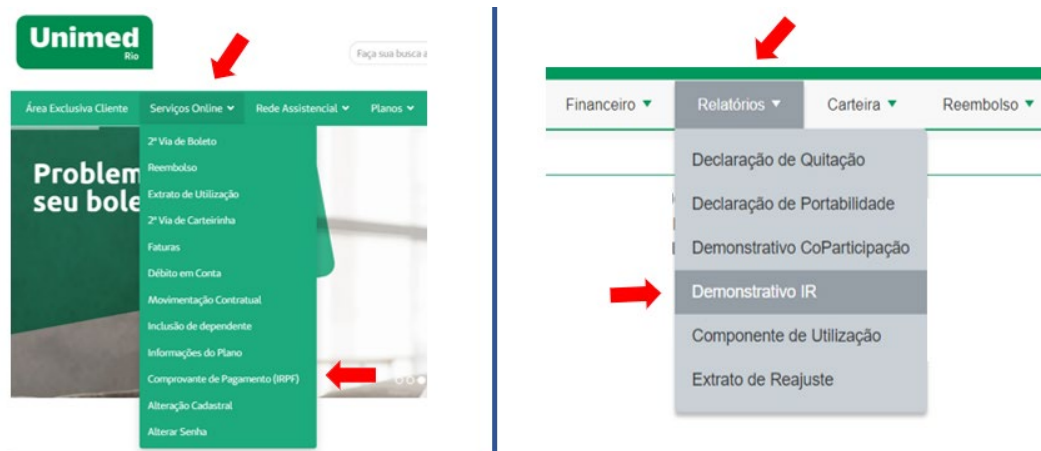 Unimed
Rio
Faça sua busca a
Área Exclusiva Cliente Serviços Online Rede Assistencial Planos
2ª Via de Boleto
Reembolso
Extrato de Utilização
2ª Via de Carteirinha
Faturas
Débito em Conta
Movimentação Contratual
Inclusão de dependente
Informações do Plano
Comprovante de Pagamento (IRPF)
Alteração Cadastral
Alterar Senha
Problem
seu bole
Financeiro Relatórios Carteira Reembolso
Declaração de Quitação
Declaração de Portabilidade
Demonstrativo CoParticipação
Demonstrativo IR
Componente de Utilização
Extrato de Reajuste